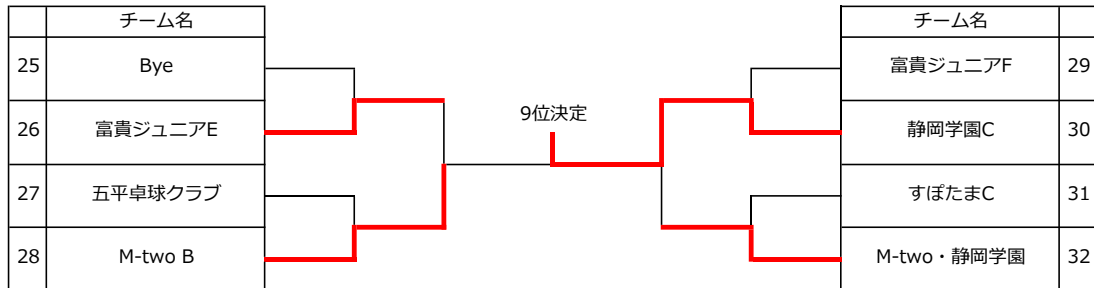 チーム名
25 Bye
26 富貴ジュニアE
27 五平卓球クラブ
28 M-two B
9位決定
チーム名
富貴ジュニアF 29
静岡学園C 30
すぽたまC 31
M-two・静岡学園 32